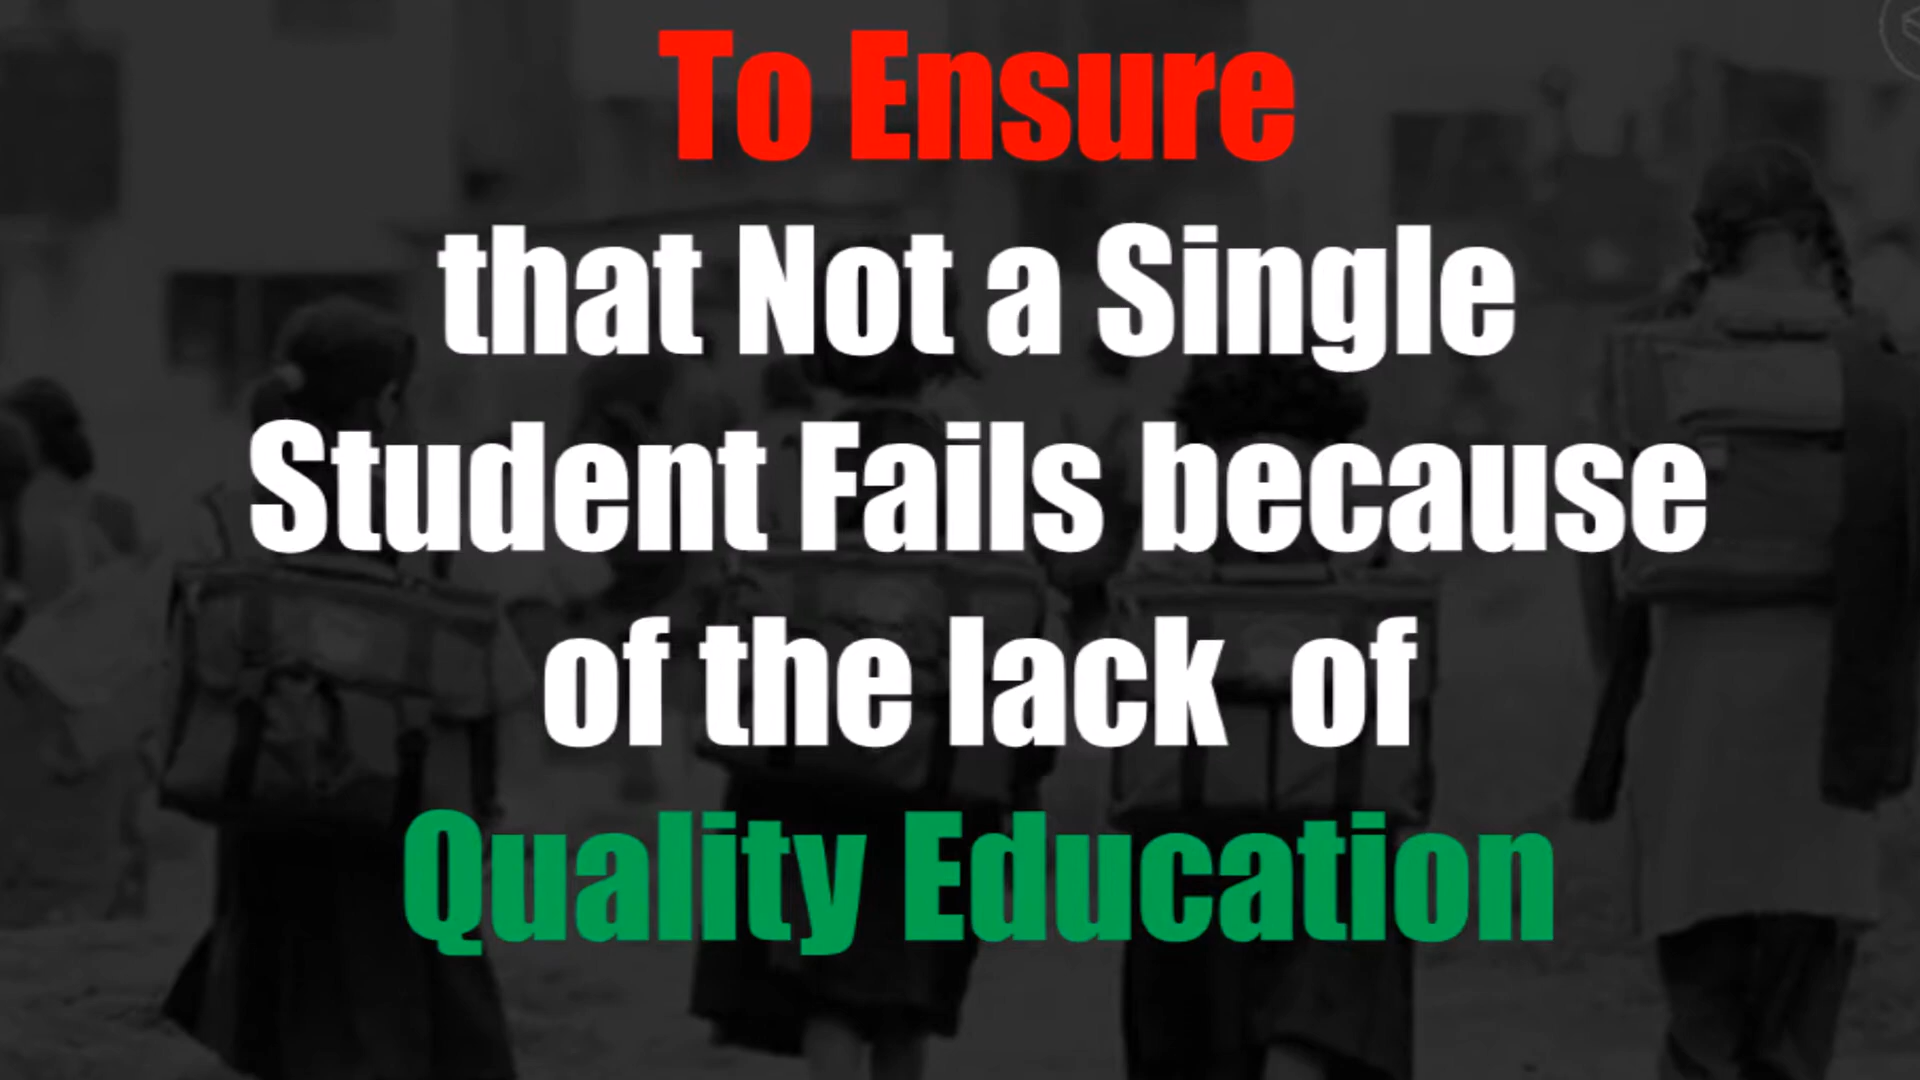 To Ensure
that Not a Single
Student Fails because
of the lack  of
Quality Education